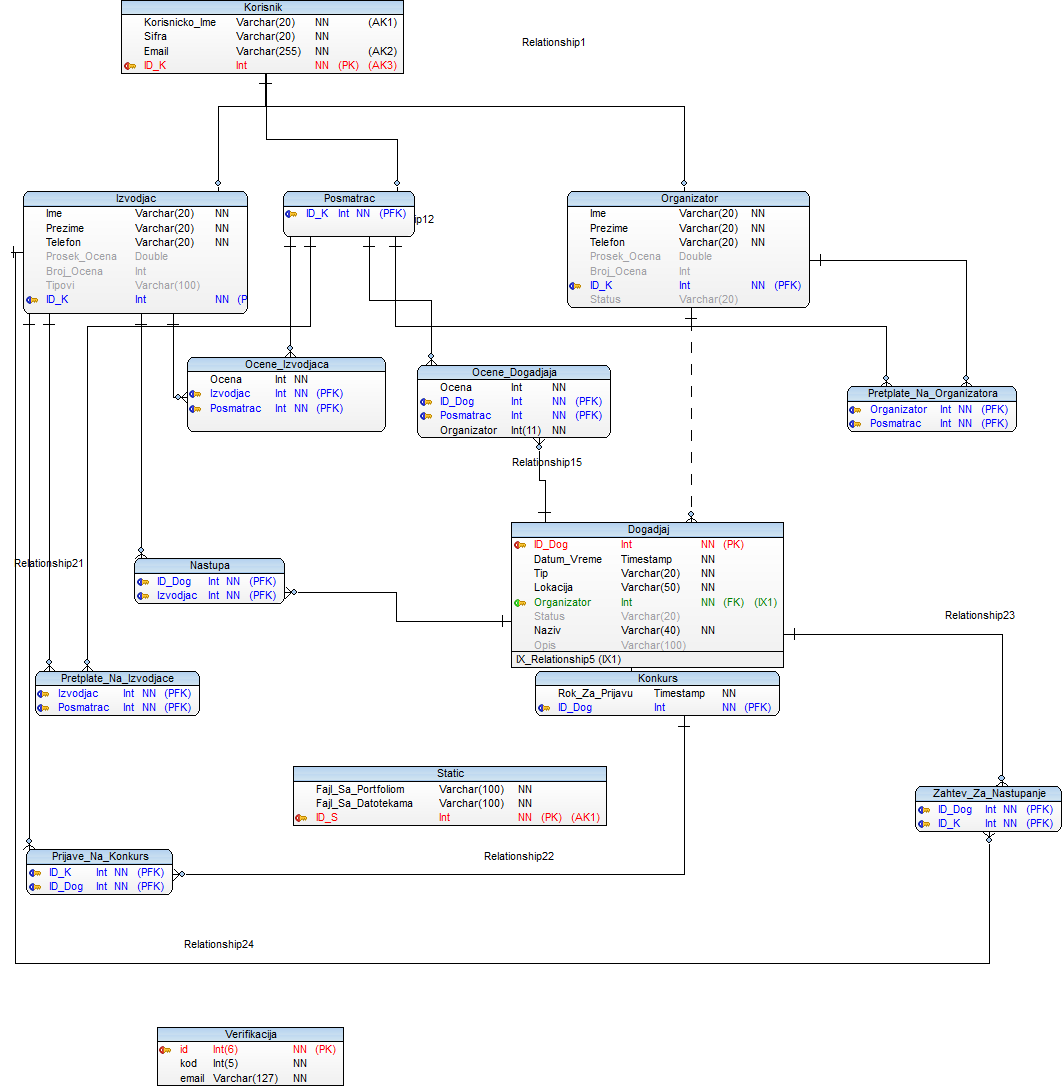 Korisnik
Korisnicko_Ime Varchar(20) NN (AK1)
Sifra Varchar(20) NN
Email Varchar(255) NN (AK2)
ID_K Int NN (PK) (AK3)
Relationship1
Izvodjac
Ime Varchar(20) NN
Prezime Varchar(20) NN
Telefon Varchar(20) NN
Prosek_Ocena Double
Broj_Ocena Int
Tipovi Varchar(100)
ID_K Int NN (P
Posmatrac
ID_K Int NN (PFK)
ip12
Organizator
Ime Varchar(20) NN
Prezime Varchar(20) NN
Telefon Varchar(20) NN
Prosek_Ocena Double
Broj_Ocena Int
ID_K Int NN (PFK)
Status Varchar(20)
Ocene_Izvodjaca
Ocena Int NN
Izvodjac Int NN (PFK)
Posmatrac Int NN (PFK)
Ocene_Dogadjaja
Ocena Int NN
ID_Dog Int NN (PFK)
Posmatrac Int NN (PFK)
Organizator Int(11) NN
Pretplate_Na_Organizatora
Organizator Int NN (PFK)
Posmatrac Int NN (PFK)
Relationship15
Dogadjaj
ID_Dog Int NN (PK)
Datum_Vreme Timestamp NN
Tip Varchar(20) NN
Lokacija Varchar(50) NN
Organizator Int NN (FK) (IX1)
Status Varchar(20)
Naziv Varchar(40) NN
Opis Varchar(100)
IX_Relationship5 (IX1)
Relationship21
Nastupa
ID_Dog Int NN (PFK)
Izvodjac Int NN (PFK)
Relationship23
Pretplate_Na_Izvodjace
Izvodjac Int NN (PFK)
Posmatrac Int NN (PFK)
Konkurs
Rok_Za_Prijavu Timestamp NN
ID_Dog Int NN (PFK)
Static
Fajl_Sa_Portfoliom Varchar(100) NN
Fajl_Sa_Datotekama Varchar(100) NN
ID_S Int NN (PK) (AK1)
Zahtev_Za_Nastupanje
ID_Dog Int NN (PFK)
ID_K Int NN (PFK)
Prijave_Na_Konkurs
ID_K Int NN (PFK)
ID_Dog Int NN (PFK)
Relationship22
Relationship24
Verifikacija
id Int(6) NN (PK)
kod Int(5) NN
email Varchar(127) NN